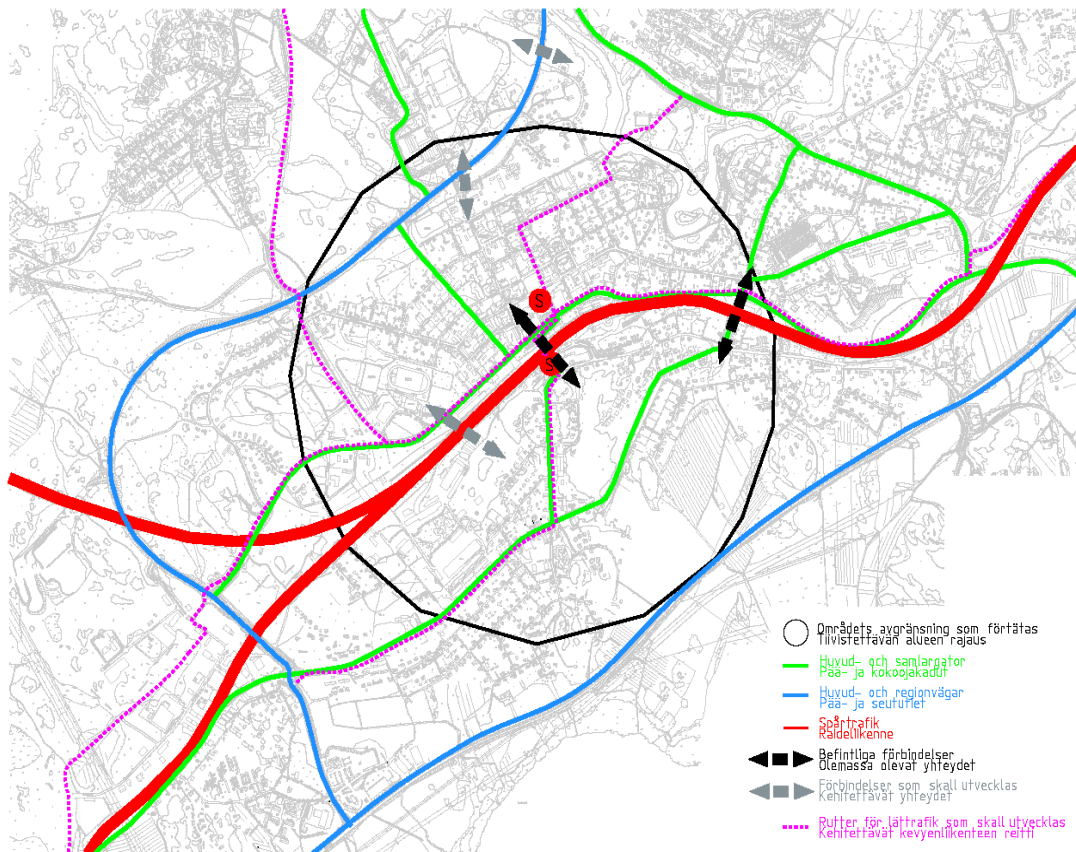 S
S
Områdets avgränsning som förtätas
Tiivistettävän alueen rajaus
Huvud- och samlargator
Pää- ja kokoojakadut
Huvud- och regionvägar
Pää- ja seututiet
Spårtrafik
Raideliikenne
Befintliga förbindelser
Olemassa olevat yhteydet
Förbindelser som skall utvecklas
Kehitettävät yhteydet
Rutter för lättrafik som skall utvecklas
Kehitettävät kevyenliikenteen reitti